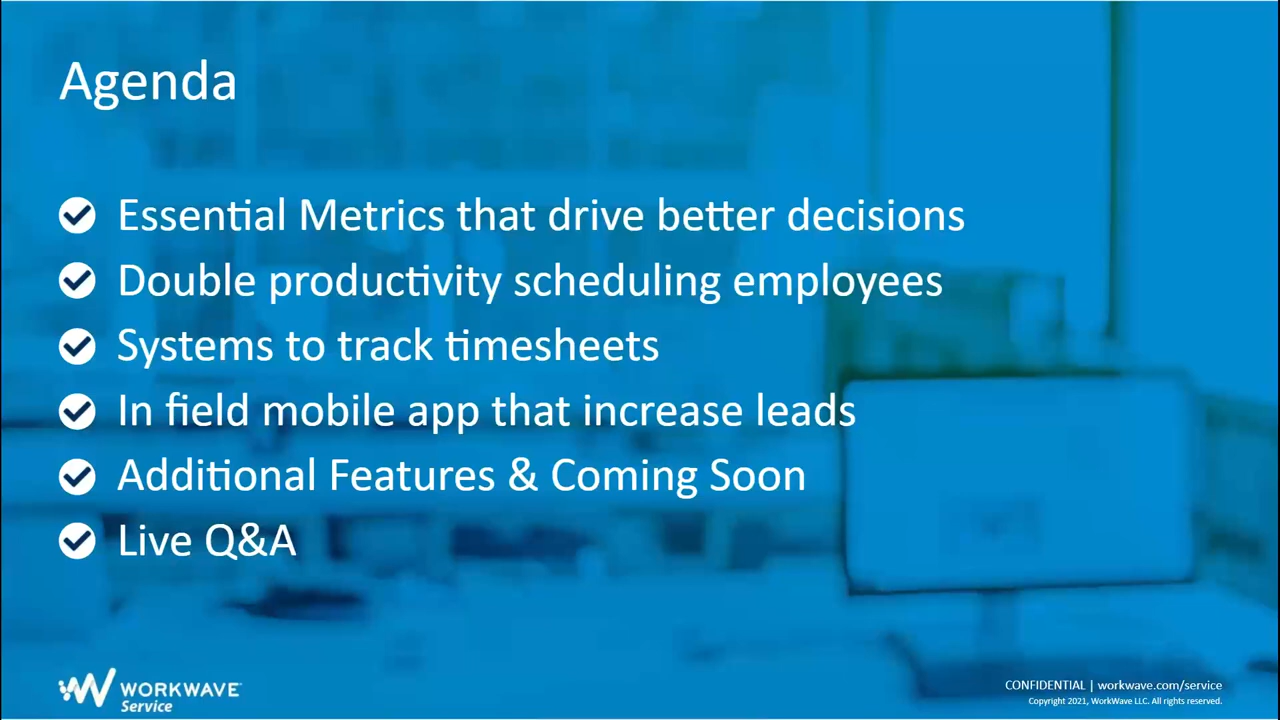 Agenda
Essential Metrics that drive better decisions
Double productivity scheduling employees
Systems to track timesheets
In field mobile app that increase leads
Additional Features & Coming Soon
Live Q&A
WORKWAVE
Service
CONFIDENTIAL | workwave.com/service
Copyright 2021, WorkWave LLC. All rights reserved.